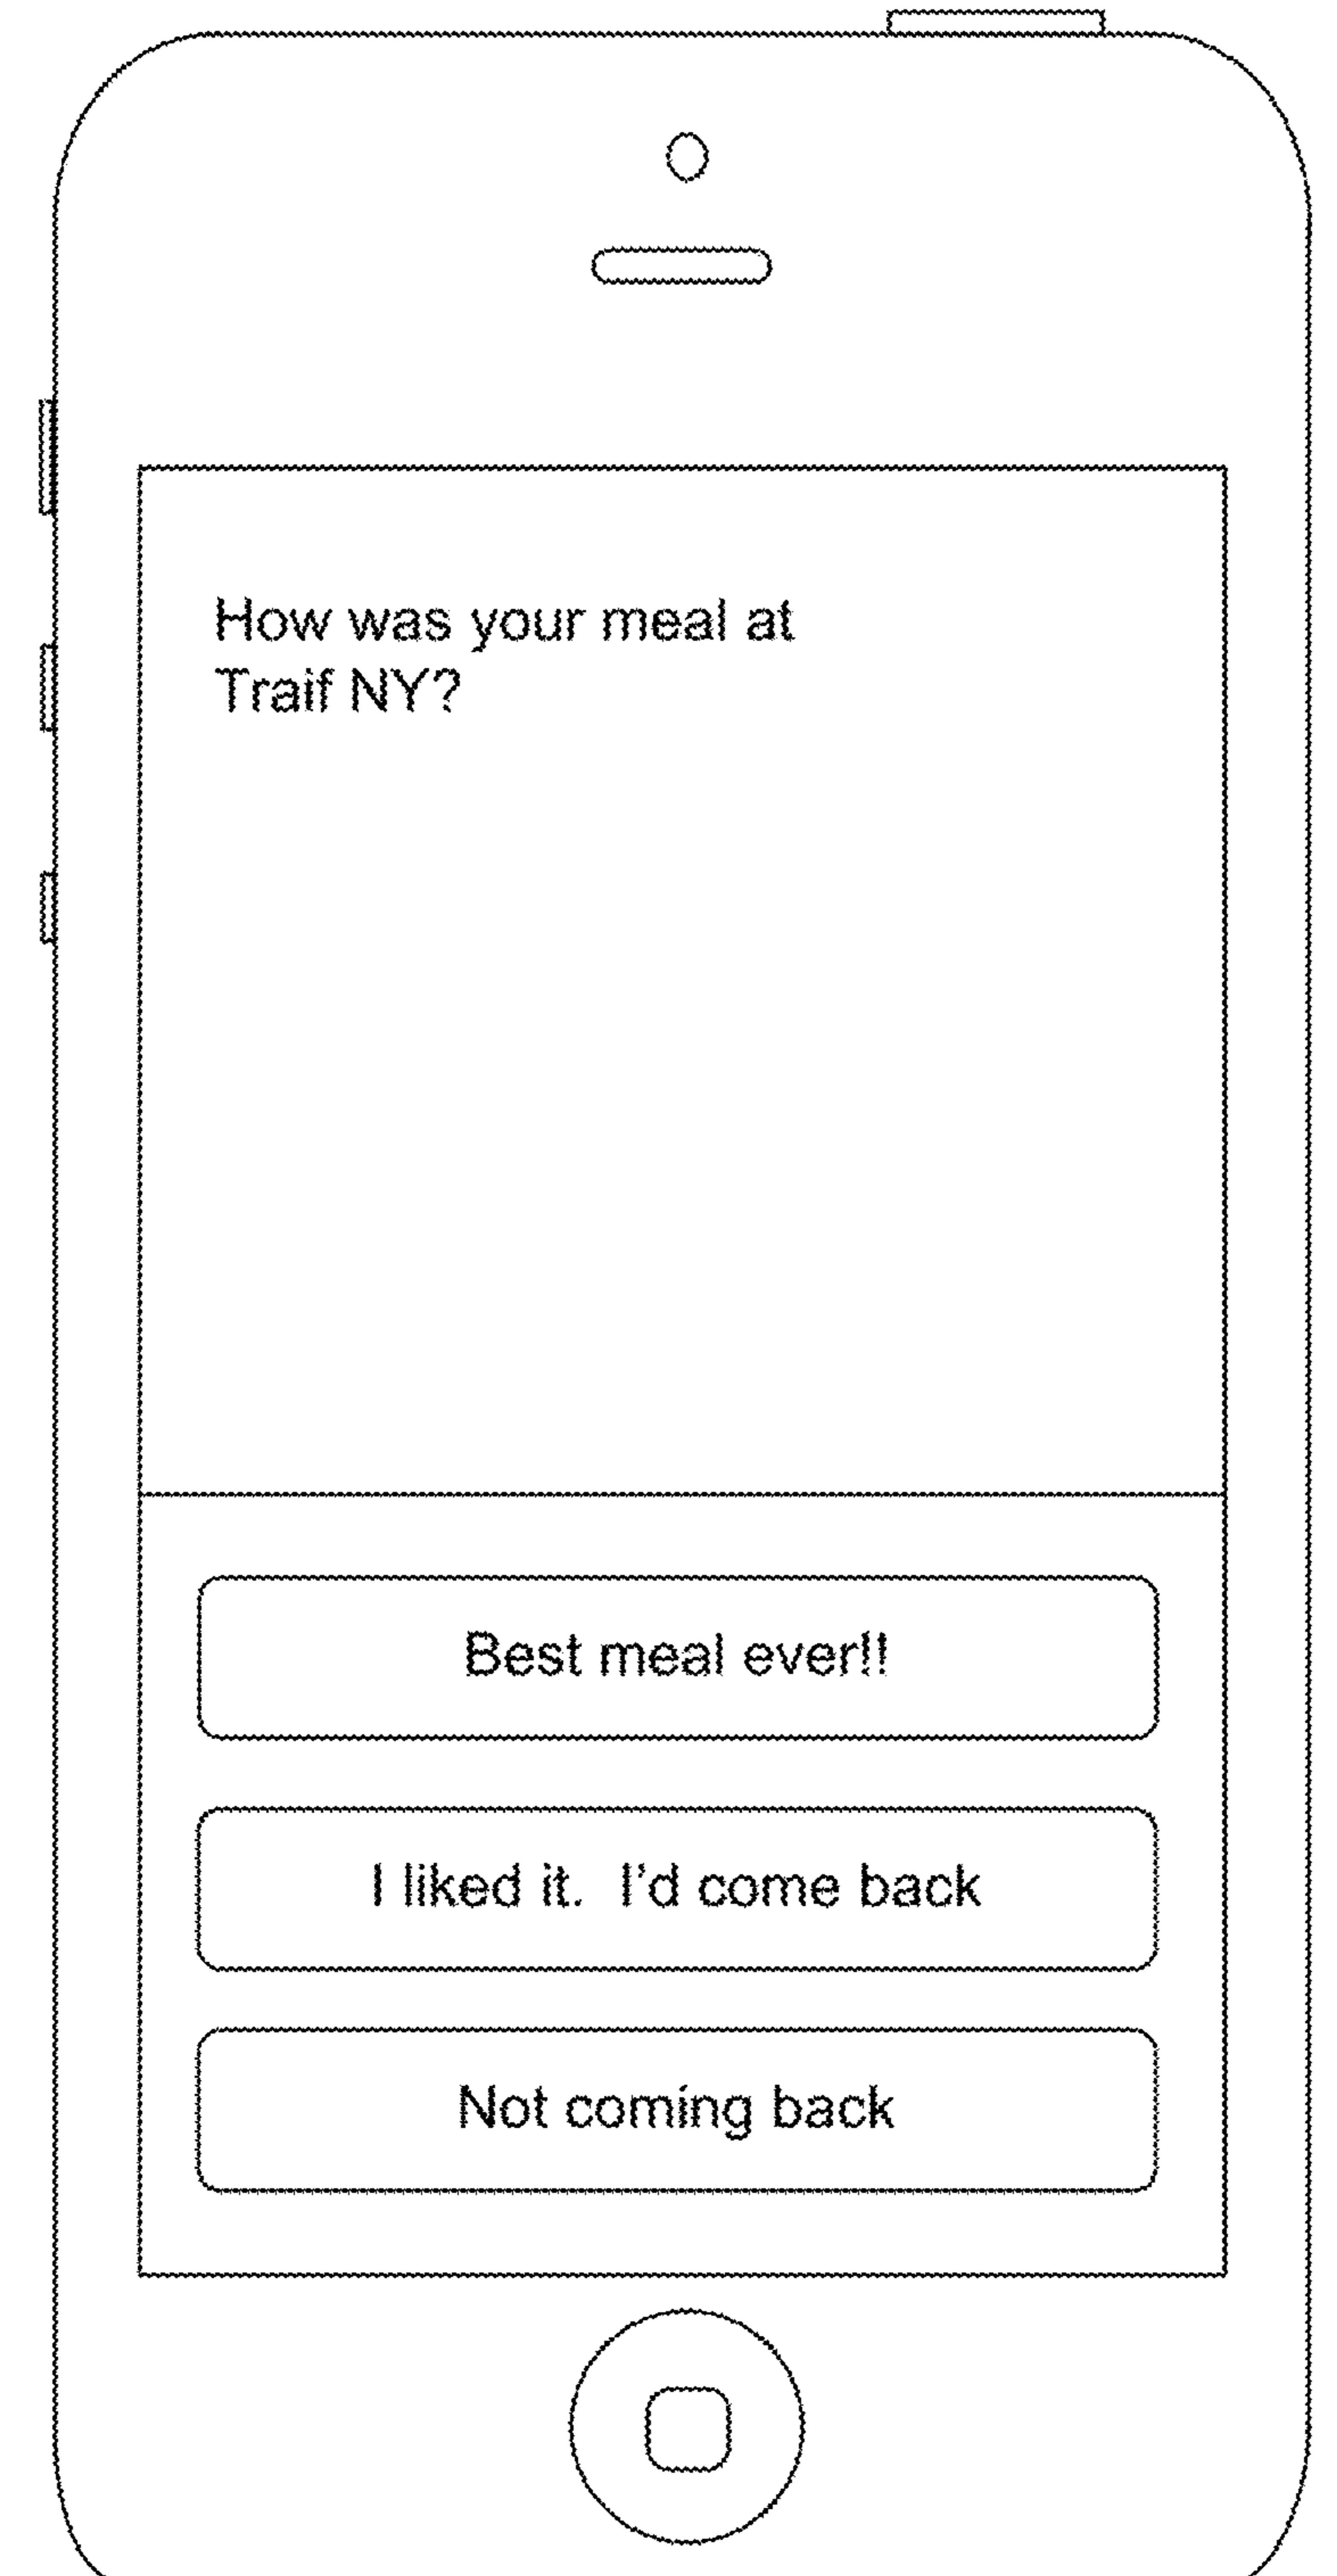 How was your meal at
Traif NY?
Best meal ever!!
I liked it.  I'd come back
Not coming back